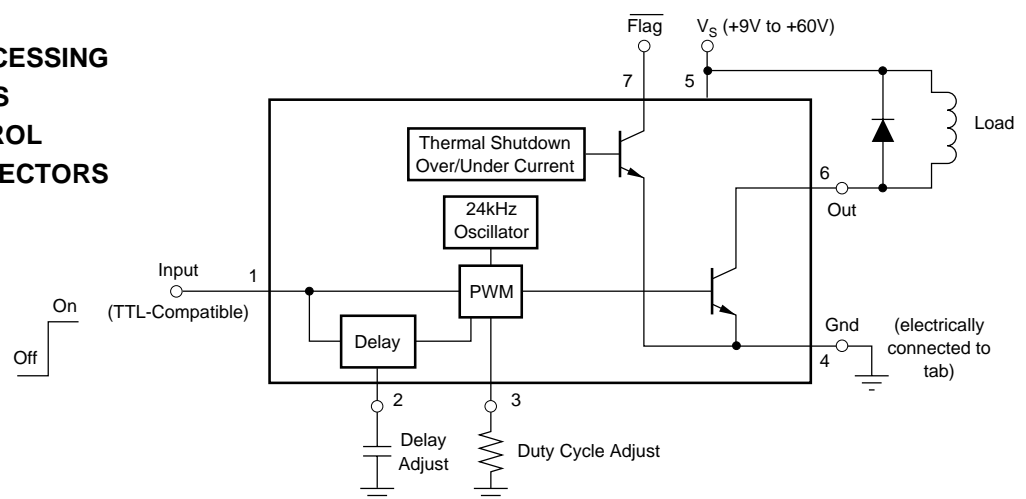 CESSING
S
ROL
ECTORS
Flag
V_S (+9V to +60V)
7
5
Thermal Shutdown
Over/Under Current
Load
6
Out
24kHz
Oscillator
Input
1
(TTL-Compatible)
PWM
On
Off
Delay
Gnd
4
(electrically
connected to
tab)
2
3
Delay
Adjust
Duty Cycle Adjust